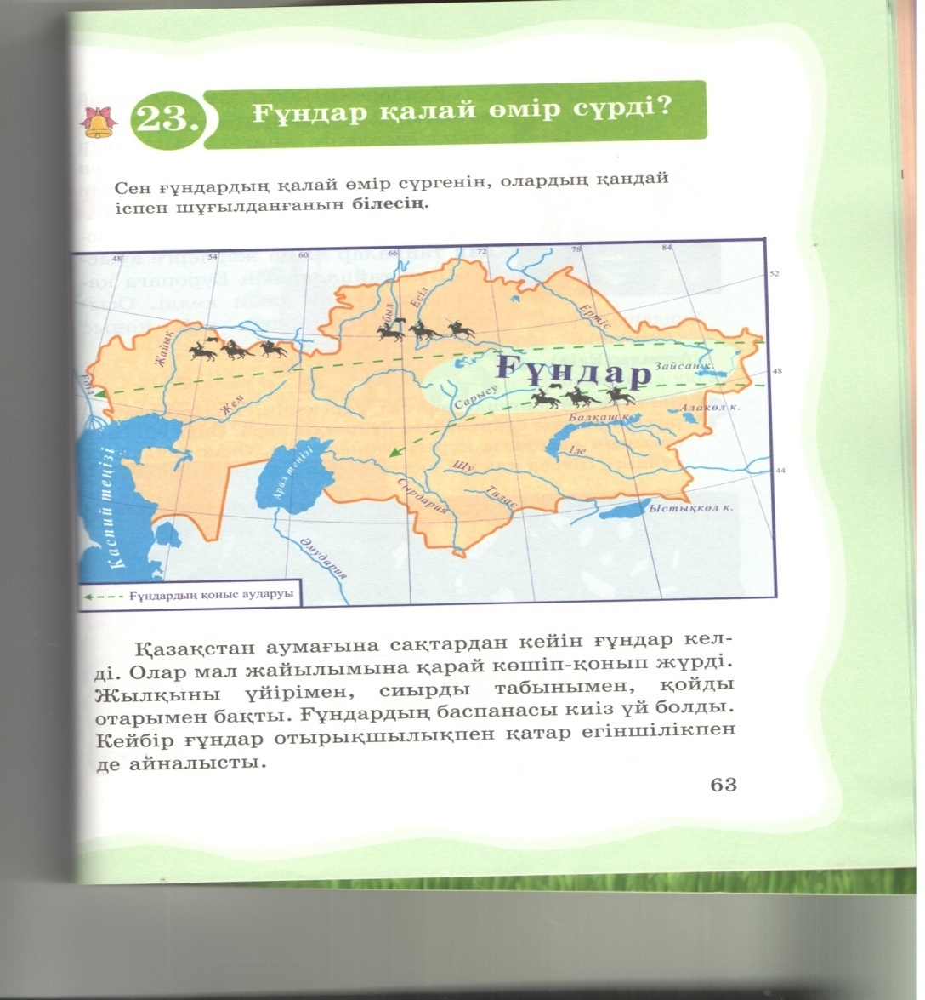 23. Ғұндар қалай өмір сүрді?
Сен ғұндардың қалай өмір сүргенін, олардың қандай
іспен шұғылданғанын білесің.
48 54 60 66 72 78 84
52
Есіл
Ертіс
Жайық
Ғұндар
Зайсан к.
48
Сарысу
Жем
Балқаш к.
Алакөл к.
Іле
Каспий теңізі
Арал теңізі
Шу
44
Сырдария
Талас
Ыстықкөл к.
Әмудария
Ғұндардың қоныс аударуы
Қазақстан аумағына сақтардан кейін ғұндар кел-
ді. Олар мал жайылымына қарай көшіп-қонып жүрді.
Жылқыны үйірімен, сиырды табынымен, қойды
отарымен бақты. Ғұндардың баспанасы киіз үй болды.
Кейбір ғұндар отырықшылықпен қатар егіншілікпен
де айналысты.
63